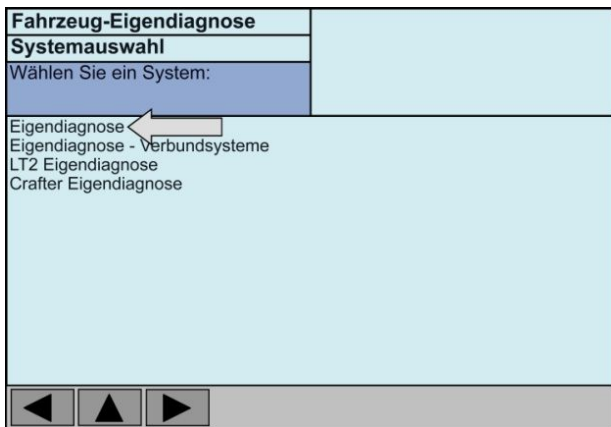 Fahrzeug-Eigendiagnose
Systemauswahl
Wählen Sie ein System:
Eigendiagnose
Eigendiagnose - Verbundsysteme
LT2 Eigendiagnose
Crafter Eigendiagnose